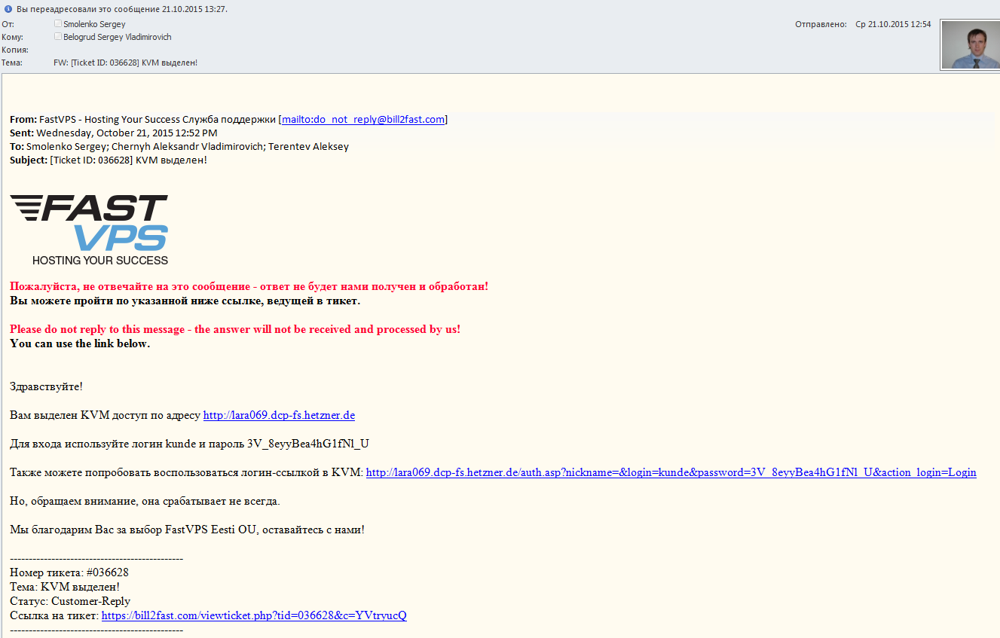 Вы переадресовали это сообщение 21.10.2015 13:27.
От: Smolenko Sergey Отправлено: Ср 21.10.2015 12:54
Кому: Belogrud Sergey Vladimirovich
Копия:
Тема: FW: [Ticket ID: 036628] KVM выделен!
From: FastVPS - Hosting Your Success Служба поддержки [mailto:do_not_reply@bill2fast.com]
Sent: Wednesday, October 21, 2015 12:52 PM
To: Smolenko Sergey; Chernyh Aleksandr Vladimirovich; Terentev Aleksey
Subject: [Ticket ID: 036628] KVM выделен!
FAST
VPS
HOSTING YOUR SUCCESS
Пожалуйста, не отвечайте на это сообщение - ответ не будет нами получен и обработан!
Вы можете пройти по указанной ниже ссылке, ведущей в тикет.
Please do not reply to this message - the answer will not be received and processed by us!
You can use the link below.
Здравствуйте!
Вам выделен KVM доступ по адресу http://lara069.dcp-fs.hetzner.de
Для входа используйте логин kunde и пароль 3V_8eyyBea4hG1fNl_U
Также можете попробовать воспользоваться логин-ссылкой в KVM: http://lara069.dcp-fs.hetzner.de/auth.asp?nickname=&login=kunde&password=3V_8eyyBea4hG1fNl_U&action_login=Login
Но, обращаем внимание, она срабатывает не всегда.
Мы благодарим Вас за выбор FastVPS Eesti OU, оставайтесь с нами!
----------------------------------------------
Номер тикета: #036628
Тема: KVM выделен!
Статус: Customer-Reply
Ссылка на тикет: https://bill2fast.com/viewticket.php?tid=036628&c=YVtryucQ
----------------------------------------------